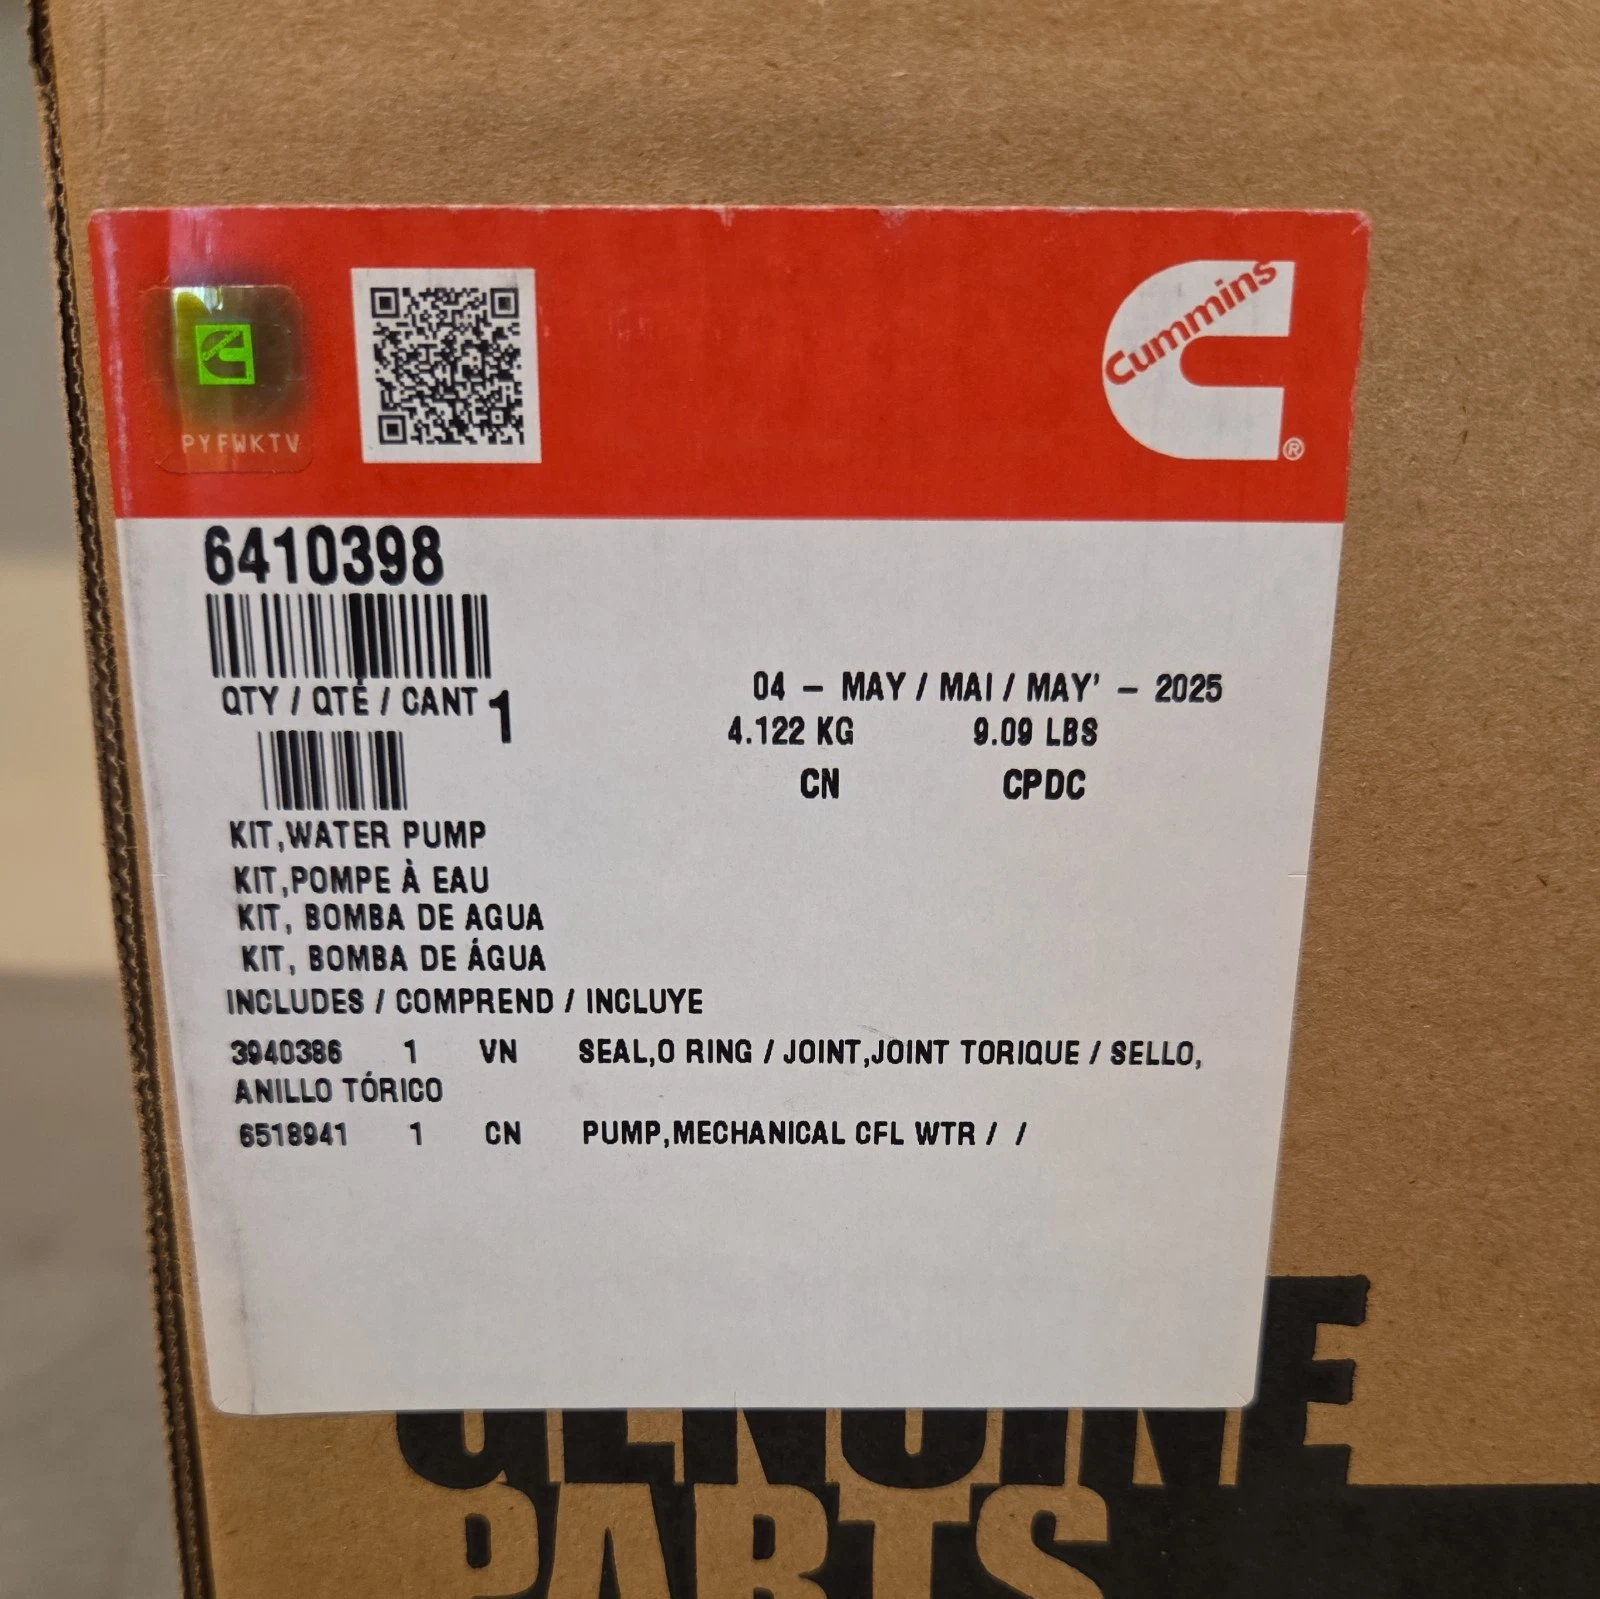 Cummins
®
PYFWKTV
6410398
QTY / QTÉ / CANT 1
04 – MAY / MAI / MAY' – 2025
4.122 KG 9.09 LBS
CN CPDC
KIT,WATER PUMP
KIT,POMPE À EAU
KIT, BOMBA DE AGUA
KIT, BOMBA DE ÁGUA
INCLUDES / COMPREND / INCLUYE
3940386 1 VN SEAL,O RING / JOINT,JOINT TORIQUE / SELLO,
ANILLO TÓRICO
6518941 1 CN PUMP,MECHANICAL CFL WTR / /
GENUINE
PARTS